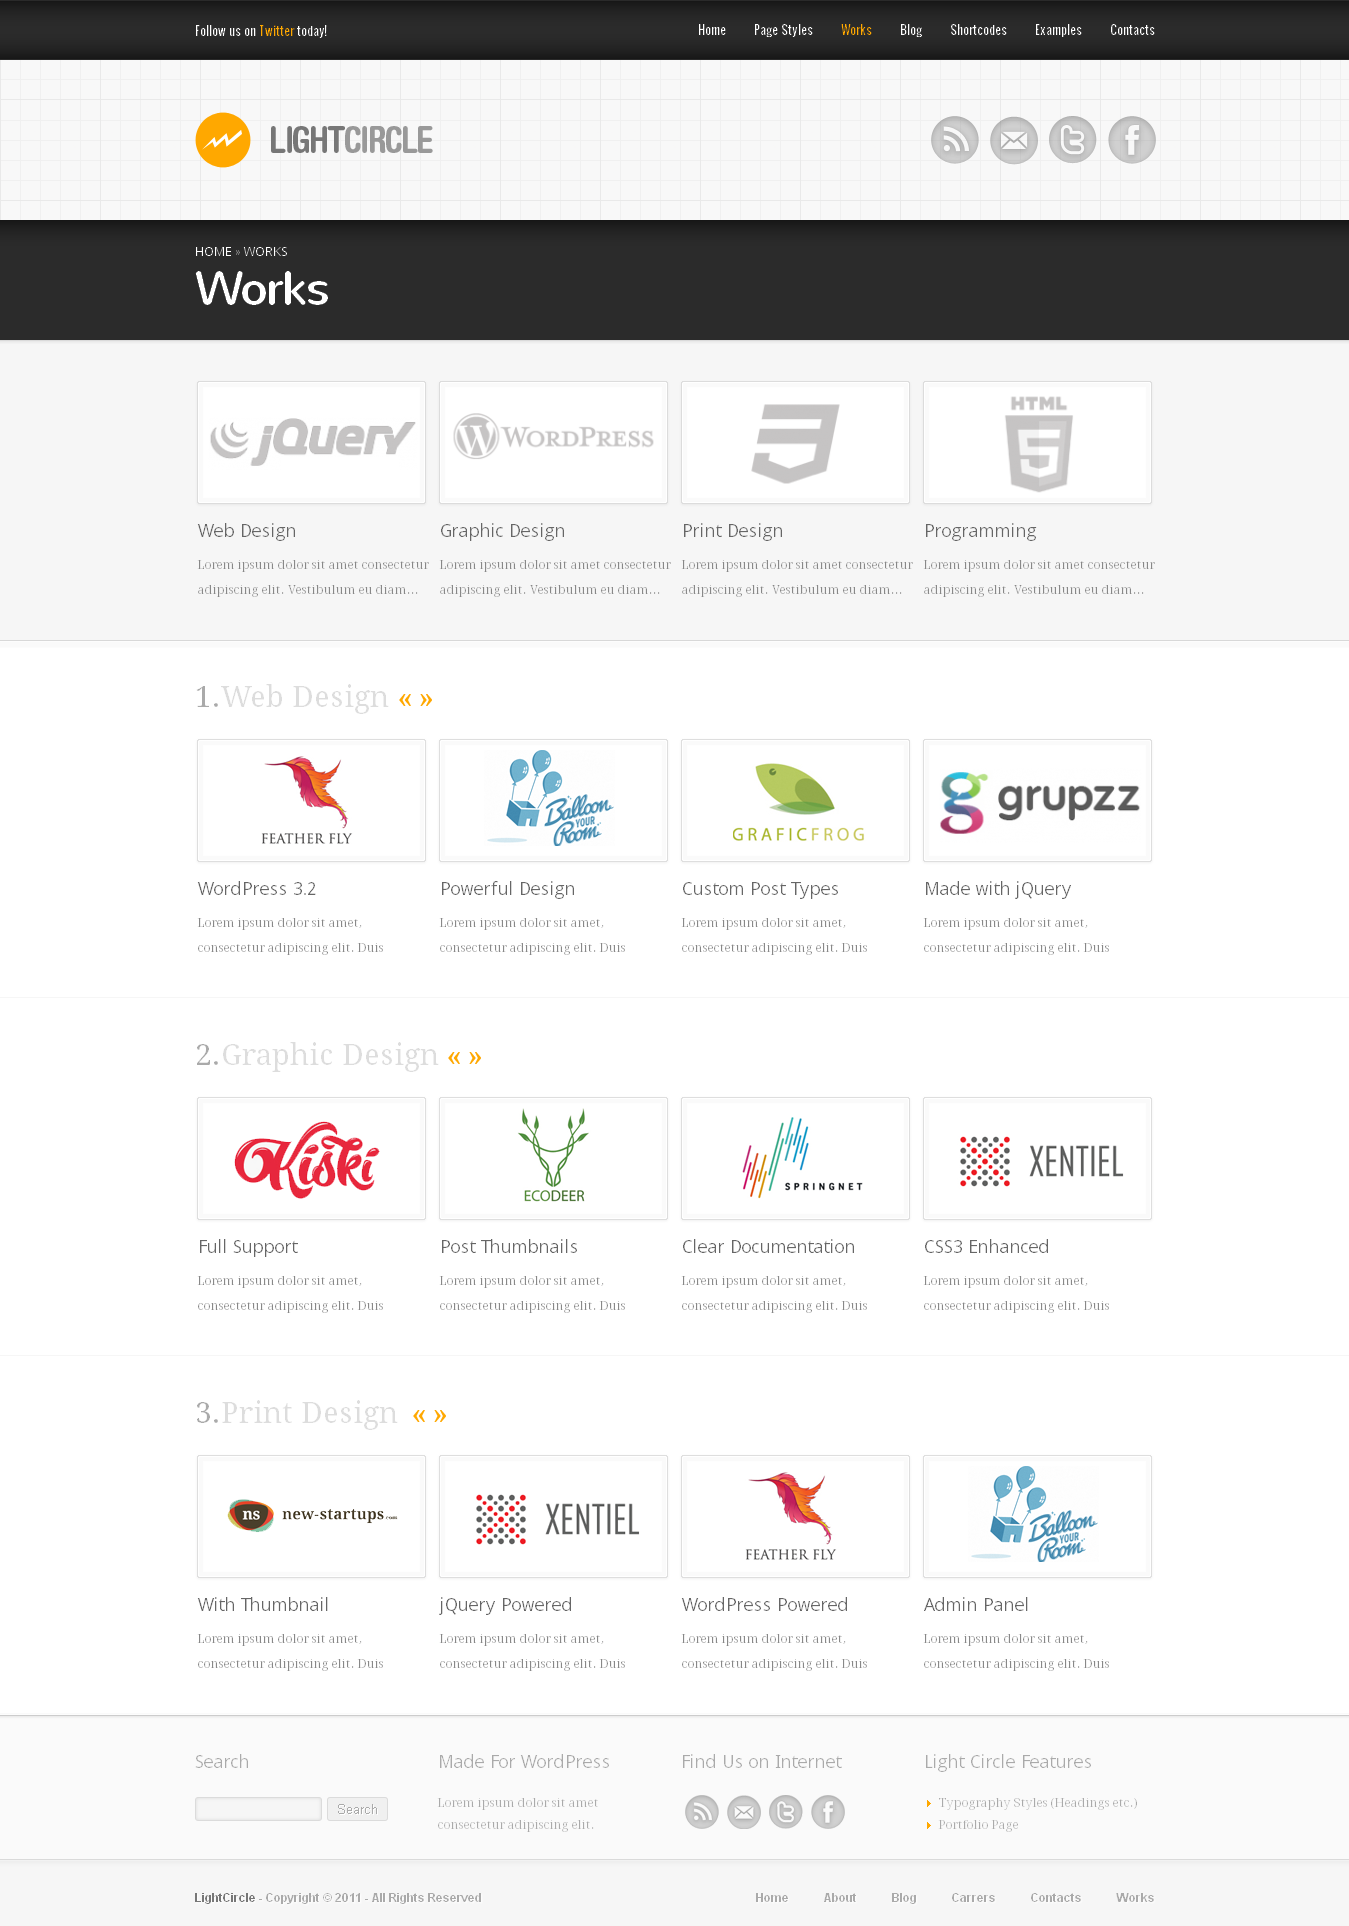 Follow us on Twitter today!
Home Page Styles Works Blog Shortcodes Examples Contacts
LIGHTCIRCLE
HOME » WORKS
Works
jQuery
WORDPRESS
HTML
Web Design
Graphic Design
Print Design
Programming
Lorem ipsum dolor sit amet consectetur
adipiscing elit. Vestibulum eu diam...
Lorem ipsum dolor sit amet consectetur
adipiscing elit. Vestibulum eu diam...
Lorem ipsum dolor sit amet consectetur
adipiscing elit. Vestibulum eu diam...
Lorem ipsum dolor sit amet consectetur
adipiscing elit. Vestibulum eu diam...
1.Web Design « »
FEATHER FLY
Balloon
YOUR
Room
GRAFICFROG
g grupzz
WordPress 3.2
Powerful Design
Custom Post Types
Made with jQuery
Lorem ipsum dolor sit amet,
consectetur adipiscing elit. Duis
Lorem ipsum dolor sit amet,
consectetur adipiscing elit. Duis
Lorem ipsum dolor sit amet,
consectetur adipiscing elit. Duis
Lorem ipsum dolor sit amet,
consectetur adipiscing elit. Duis
2.Graphic Design « »
Kiski
ECODEER
SPRINGNET
XENTIEL
Full Support
Post Thumbnails
Clear Documentation
CSS3 Enhanced
Lorem ipsum dolor sit amet,
consectetur adipiscing elit. Duis
Lorem ipsum dolor sit amet,
consectetur adipiscing elit. Duis
Lorem ipsum dolor sit amet,
consectetur adipiscing elit. Duis
Lorem ipsum dolor sit amet,
consectetur adipiscing elit. Duis
3.Print Design « »
ns new-startups.com
XENTIEL
FEATHER FLY
Balloon
YOUR
Room
With Thumbnail
jQuery Powered
WordPress Powered
Admin Panel
Lorem ipsum dolor sit amet,
consectetur adipiscing elit. Duis
Lorem ipsum dolor sit amet,
consectetur adipiscing elit. Duis
Lorem ipsum dolor sit amet,
consectetur adipiscing elit. Duis
Lorem ipsum dolor sit amet,
consectetur adipiscing elit. Duis
Search
Search
Made For WordPress
Lorem ipsum dolor sit amet
consectetur adipiscing elit.
Find Us on Internet
Light Circle Features
Typography Styles (Headings etc.)
Portfolio Page
LightCircle - Copyright © 2011 - All Rights Reserved
Home About Blog Carrers Contacts Works